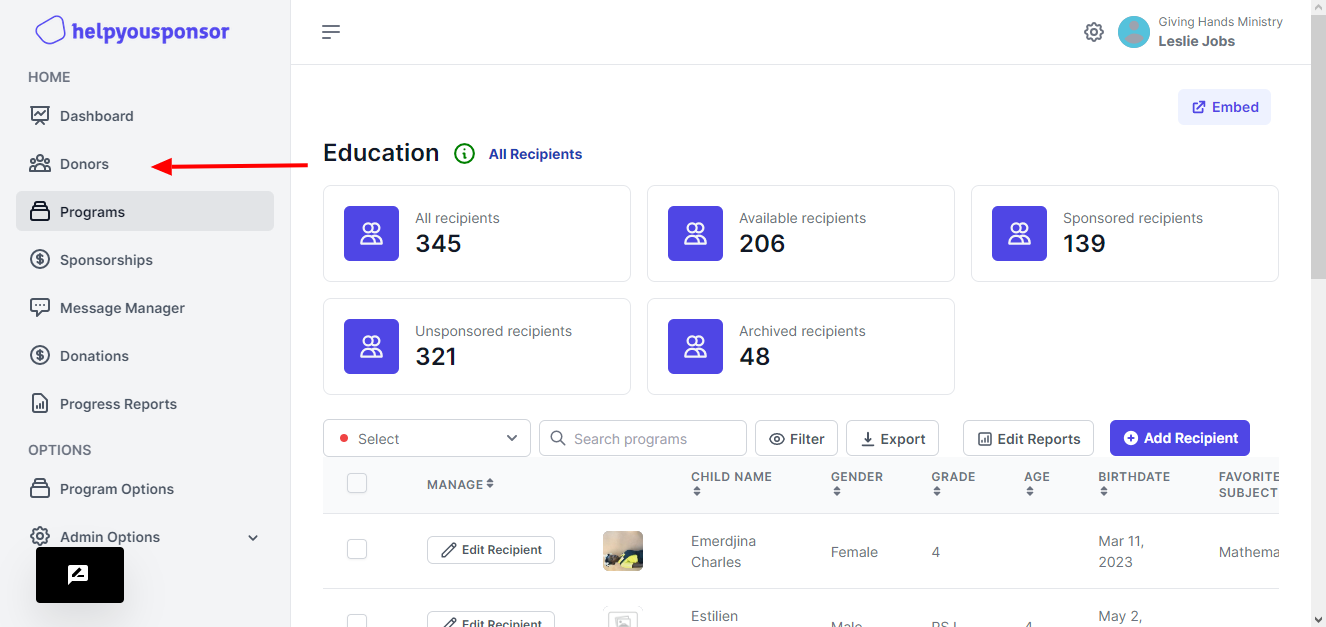 helpyousponsor
HOME
Dashboard
Donors
Programs
Sponsorships
Message Manager
Donations
Progress Reports
OPTIONS
Program Options
Admin Options
Giving Hands Ministry
Leslie Jobs
Embed
Education
All Recipients
All recipients
345
Available recipients
206
Sponsored recipients
139
Unsponsored recipients
321
Archived recipients
48
Select
Search programs
Filter
Export
Edit Reports
Add Recipient
MANAGE
CHILD NAME
GENDER
GRADE
AGE
BIRTHDATE
FAVORITE
SUBJECT
Edit Recipient
Emerdjina
Charles
Female
4
Mar 11,
2023
Mathema
Edit Recipient
Estilien
Male
4
May 2,